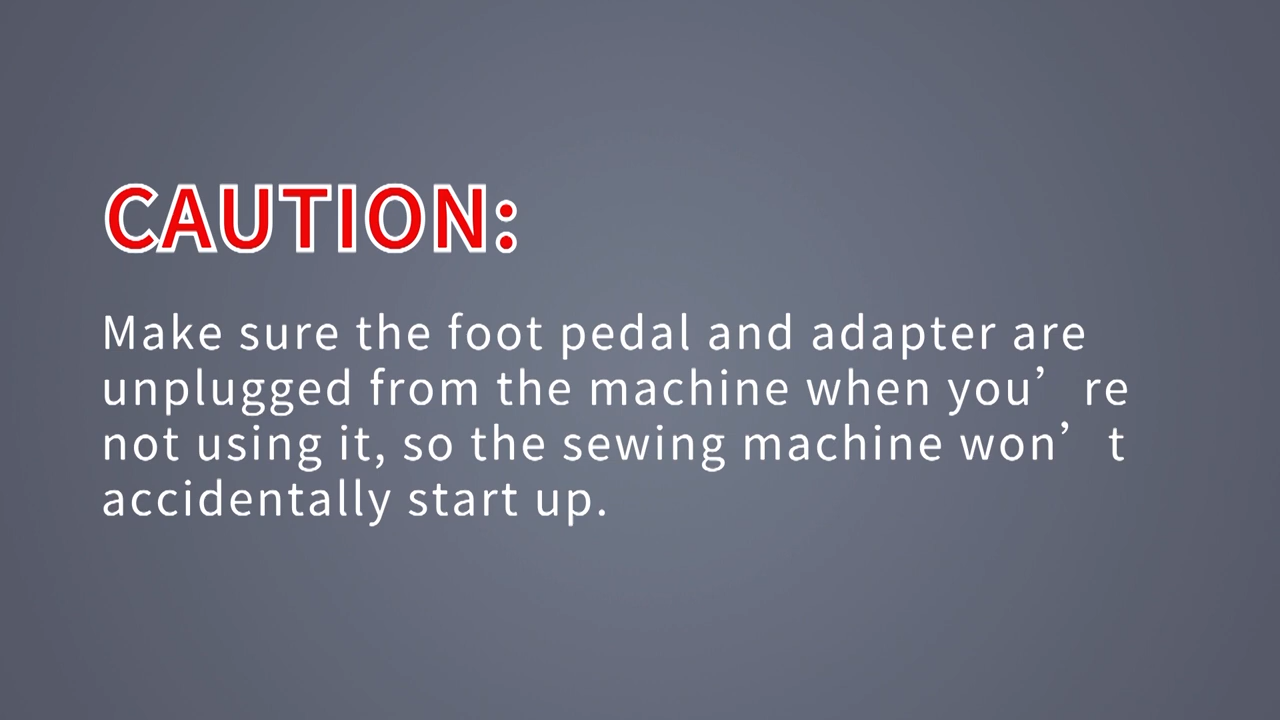 CAUTION:
Make sure the foot pedal and adapter are
unplugged from the machine when you’re
not using it, so the sewing machine won’t
accidentally start up.